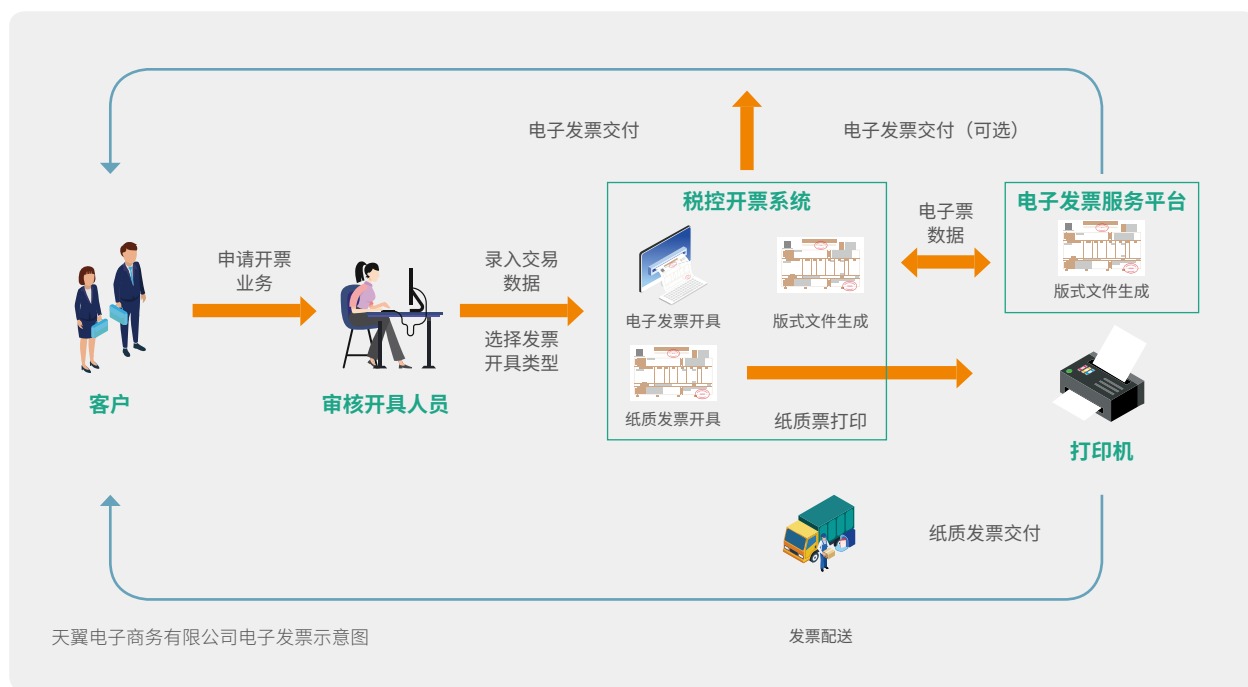 电子发票交付
电子发票交付（可选）
税控开票系统
电子发票服务平台
电子票
数据
申请开票
业务
录入交易
数据
选择发票
开具类型
电子发票开具
版式文件生成
版式文件生成
纸质发票开具
纸质票打印
客户
审核开具人员
打印机
纸质发票交付
天翼电子商务有限公司电子发票示意图
发票配送